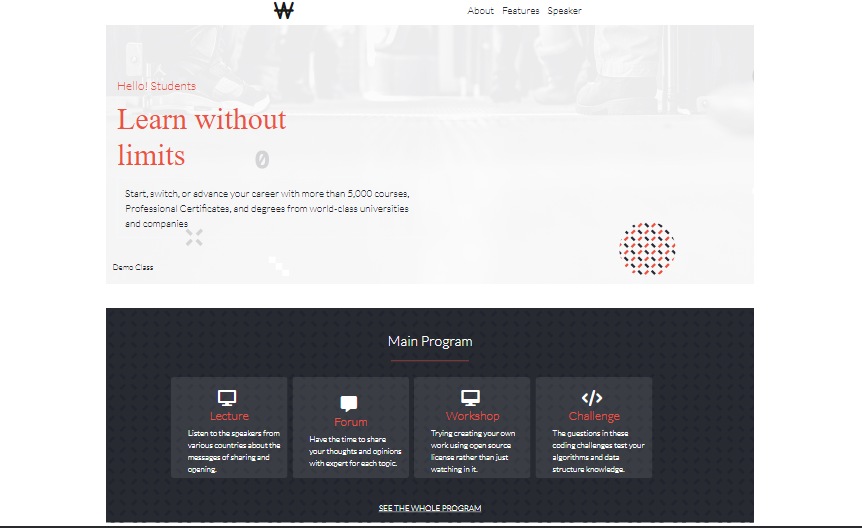 ₩
About Features Speaker
Hello! Students
Learn without
limits
0
Start, switch, or advance your career with more than 5,000 courses,
Professional Certificates, and degrees from world-class universities
and companies
Demo Class
Main Program
Lecture
Listen to the speakers from
various countries about the
messages of sharing and
opening.
Forum
Have the time to share
your thoughts and opinions
with expert for each topic.
Workshop
Trying creating your own
work using open source
license rather than just
watching in it.
</>
Challenge
The questions in these
coding challenges test your
algorithms and data
structure knowledge.
SEE THE WHOLE PROGRAM